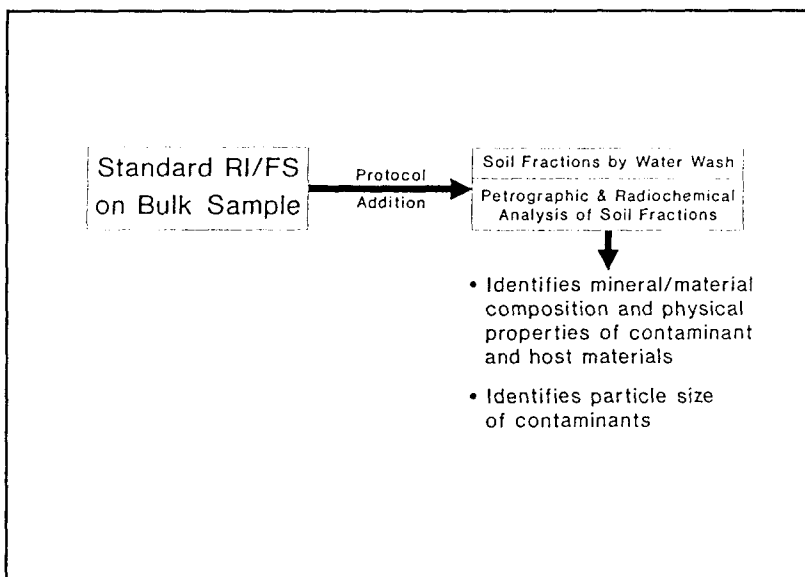 Standard RI/FS
on Bulk Sample
Protocol
Addition
Soil Fractions by Water Wash
Petrographic & Radiochemical
Analysis of Soil Fractions
• Identifies mineral/material
composition and physical
properties of contaminant
and host materials
• Identifies particle size
of contaminants